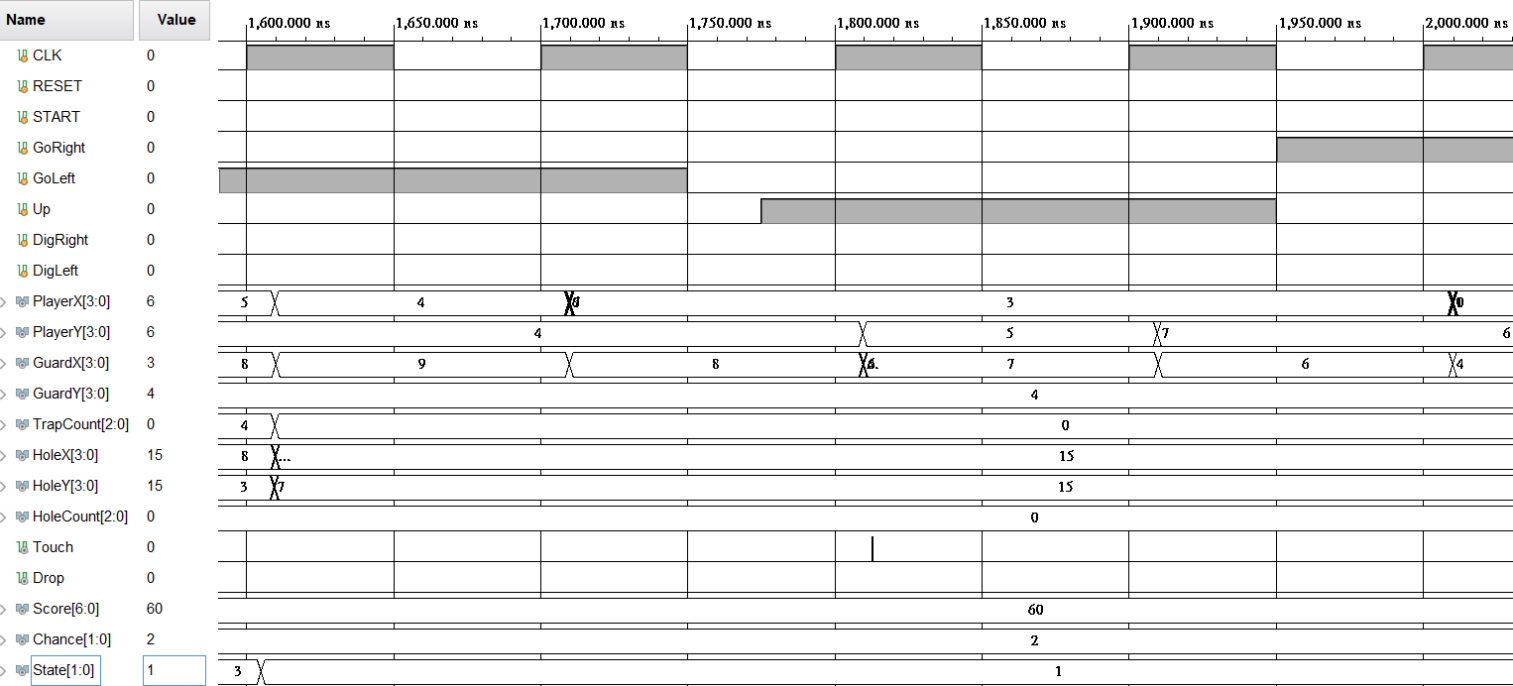 Name Value 1,600.000 ns 1,650.000 ns 1,700.000 ns 1,750.000 ns 1,800.000 ns 1,850.000 ns 1,900.000 ns 1,950.000 ns 2,000.000 ns
CLK 0
RESET 0
START 0
GoRight 0
GoLeft 0
Up 0
DigRight 0
DigLeft 0
PlayerX[3:0] 6 5 4 3
PlayerY[3:0] 6 4 5 7 6
GuardX[3:0] 3 8 9 8 7 6 4
GuardY[3:0] 4 4
TrapCount[2:0] 0 4 0
HoleX[3:0] 15 8 ... 15
HoleY[3:0] 15 3 7 15
HoleCount[2:0] 0 0
Touch 0
Drop 0
Score[6:0] 60 60
Chance[1:0] 2 2
State[1:0] 1 3 1